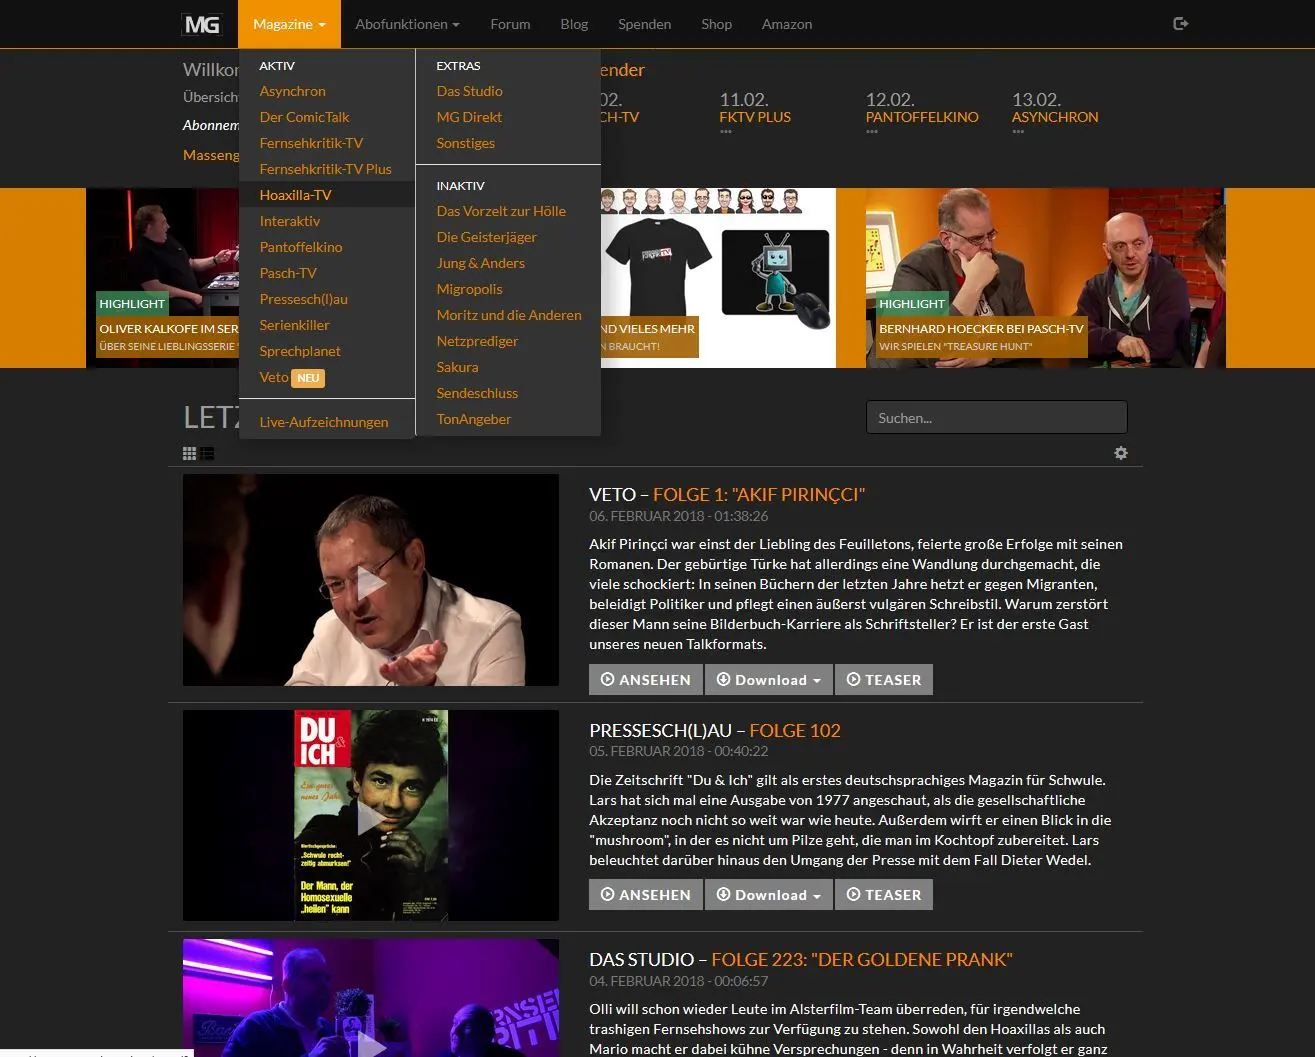 MG
Magazine
Abofunktionen
Forum
Blog
Spenden
Shop
Amazon
AKTIV
Asynchron
Der ComicTalk
Fernsehkritik-TV
Fernsehkritik-TV Plus
Hoaxilla-TV
Interaktiv
Pantoffelkino
Pasch-TV
Pressesch(l)au
Serienkiller
Sprechplanet
Veto NEU
Live-Aufzeichnungen
EXTRAS
Das Studio
MG Direkt
Sonstiges
INAKTIV
Das Vorzelt zur Hölle
Die Geisterjäger
Jung & Anders
Migropolis
Moritz und die Anderen
Netzprediger
Sakura
Sendeschluss
TonAngeber
Willkon
Übersich
Abonnem
Masseng
ender
02.
CH-TV
11.02.
FKTV PLUS
...
12.02.
PANTOFFELKINO
...
13.02.
ASYNCHRON
...
HIGHLIGHT
OLIVER KALKOFE IM SER
ÜBER SEINE LIEBLINGSSERIE "
ND VIELES MEHR
N BRAUCHT!
HIGHLIGHT
BERNHARD HOECKER BEI PASCH-TV
WIR SPIELEN "TREASURE HUNT"
LETZ
Suchen...
VETO – FOLGE 1: "AKIF PIRINÇCI"
06. FEBRUAR 2018 - 01:38:26
Akif Pirinçci war einst der Liebling des Feuilletons, feierte große Erfolge mit seinen
Romanen. Der gebürtige Türke hat allerdings eine Wandlung durchgemacht, die
viele schockiert: In seinen Büchern der letzten Jahre hetzt er gegen Migranten,
beleidigt Politiker und pflegt einen äußerst vulgären Schreibstil. Warum zerstört
dieser Mann seine Bilderbuch-Karriere als Schriftsteller? Er ist der erste Gast
unseres neuen Talkformats.
ANSEHEN
Download
TEASER
DU &
ICH
Ein gutes
neues Jahr
Wertbachgespräche:
„Schwule recht-
zeitig abmurksen!"
Der Mann, der
Homosexuelle
„heilen" kann
PRESSESCH(L)AU – FOLGE 102
05. FEBRUAR 2018 - 00:40:22
Die Zeitschrift "Du & Ich" gilt als erstes deutschsprachiges Magazin für Schwule.
Lars hat sich mal eine Ausgabe von 1977 angeschaut, als die gesellschaftliche
Akzeptanz noch nicht so weit war wie heute. Außerdem wirft er einen Blick in die
"mushroom", in der es nicht um Pilze geht, die man im Kochtopf zubereitet. Lars
beleuchtet darüber hinaus den Umgang der Presse mit dem Fall Dieter Wedel.
ANSEHEN
Download
TEASER
DAS STUDIO – FOLGE 223: "DER GOLDENE PRANK"
04. FEBRUAR 2018 - 00:06:57
Olli will schon wieder Leute im Alsterfilm-Team überreden, für irgendwelche
trashigen Fernsehshows zur Verfügung zu stehen. Sowohl den Hoaxillas als auch
Mario macht er dabei kühne Versprechungen - denn in Wahrheit verfolgt er ganz